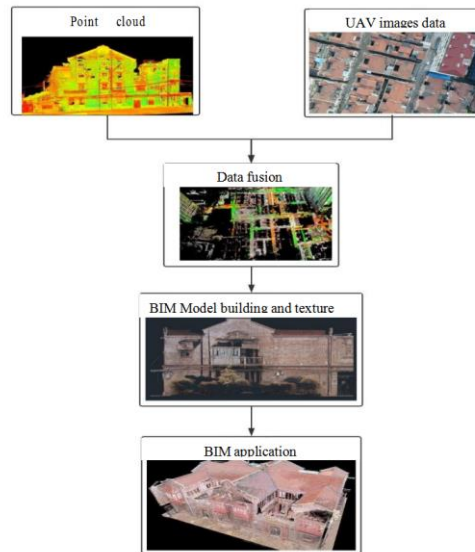 Point cloud
UAV images data
Data fusion
BIM Model building and texture
BIM application